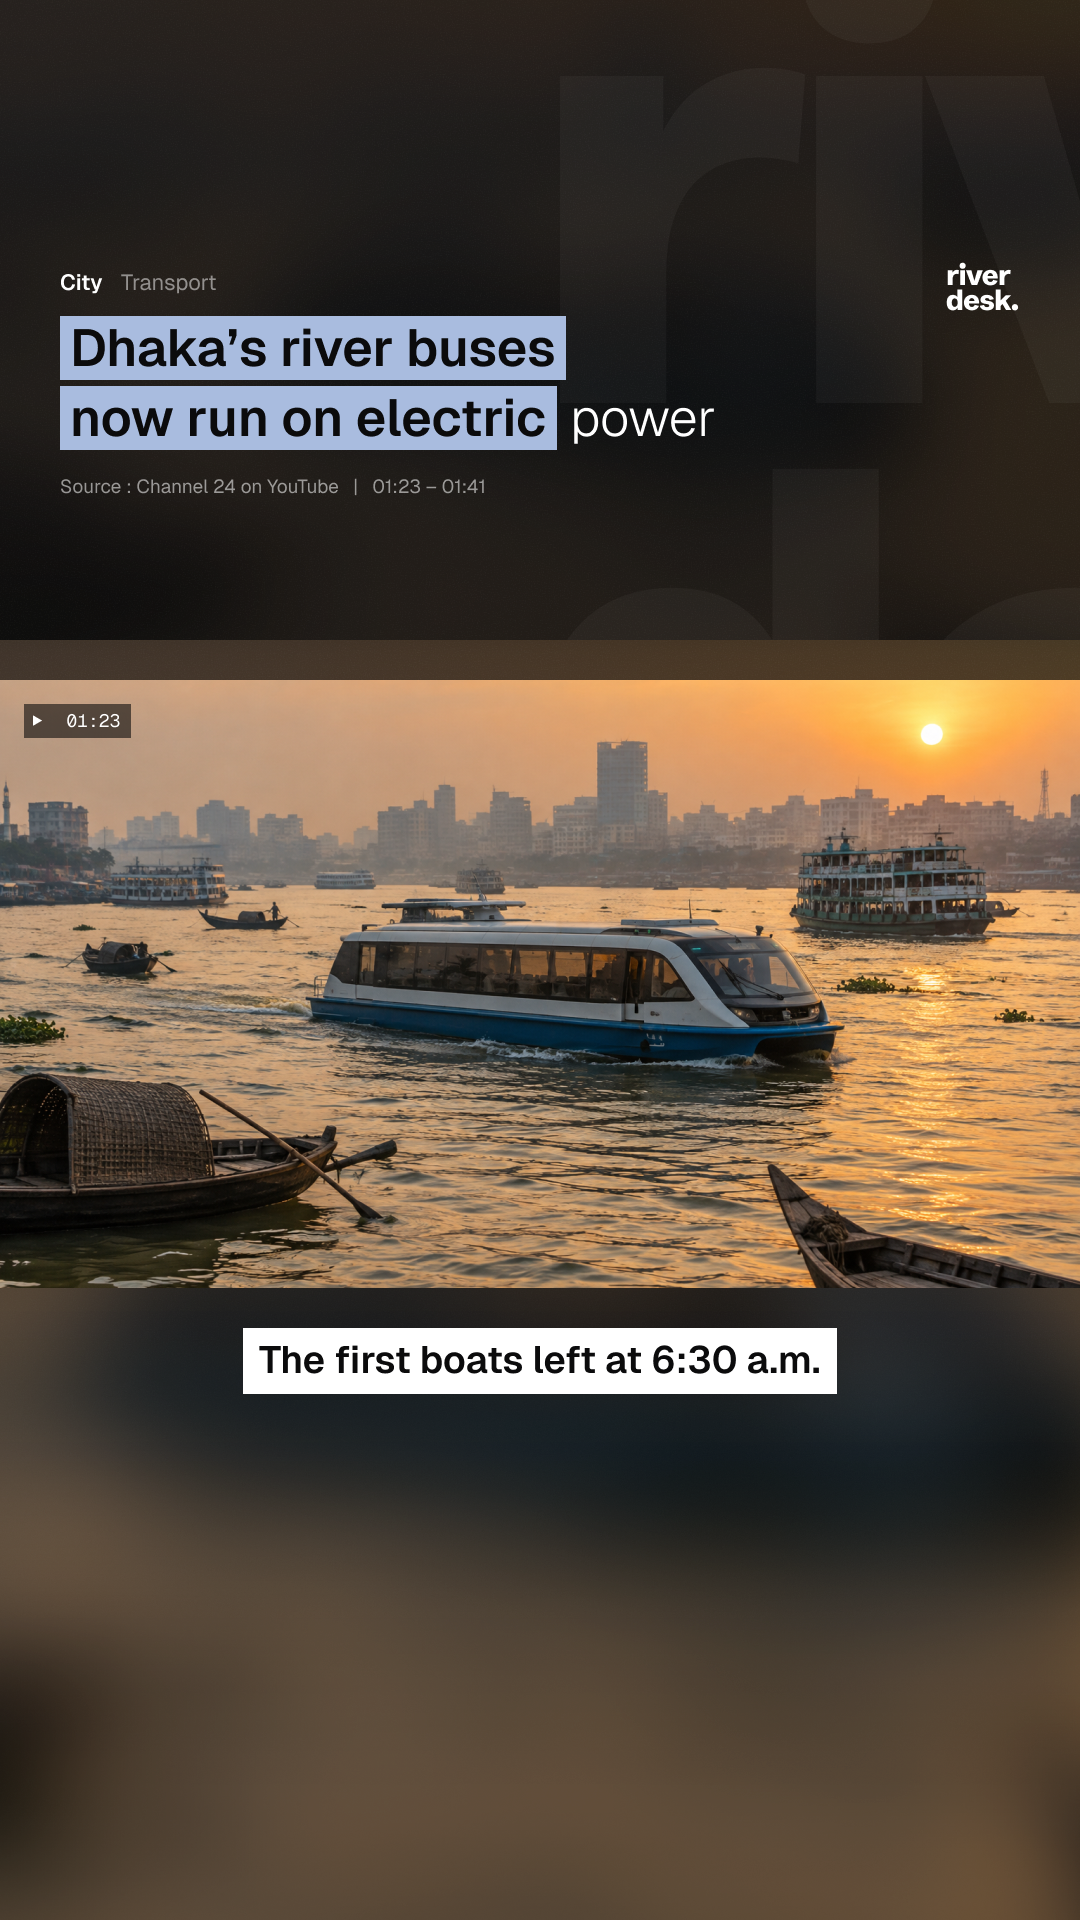 City Transport
river
desk.
Dhaka’s river buses
now run on electric power
Source : Channel 24 on YouTube | 01:23 – 01:41
01:23
The first boats left at 6:30 a.m.